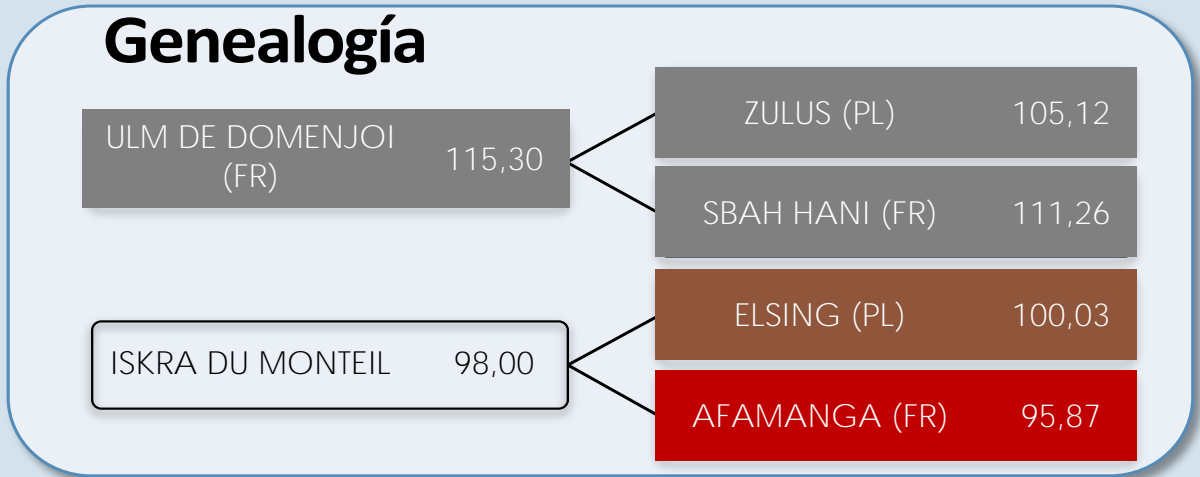 Genealogía
ULM DE DOMENJOI
(FR) 115,30
ZULUS (PL) 105,12
SBAH HANI (FR) 111,26
ISKRA DU MONTEIL 98,00
ELSING (PL) 100,03
AFAMANGA (FR) 95,87